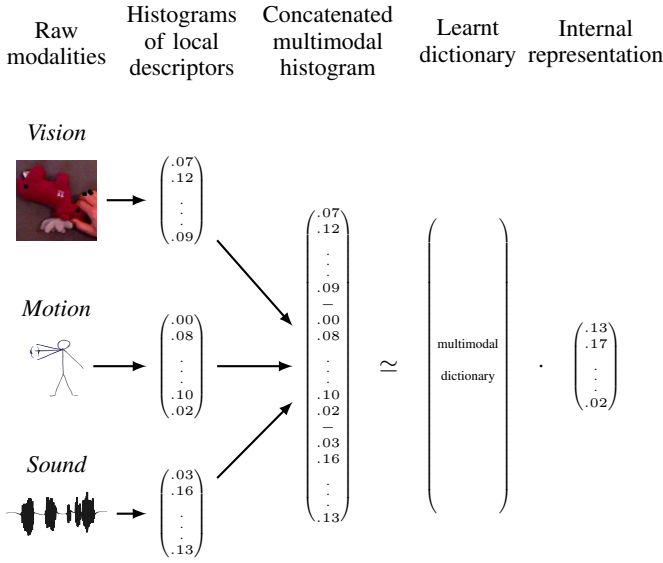 Raw
modalities
Histograms
of local
descriptors
Concatenated
multimodal
histogram
Learnt
dictionary
Internal
representation
Vision
.07
.12
.
.
.
.09
Motion
.00
.08
.
.
.
.10
.02
Sound
.03
.16
.
.
.
.13
.07
.12
.
.
.
.09
−
.00
.08
.
.
.
.10
.02
−
.03
.16
.
.
.
.13
≃
multimodal
dictionary
·
.13
.17
.
.
.
.02